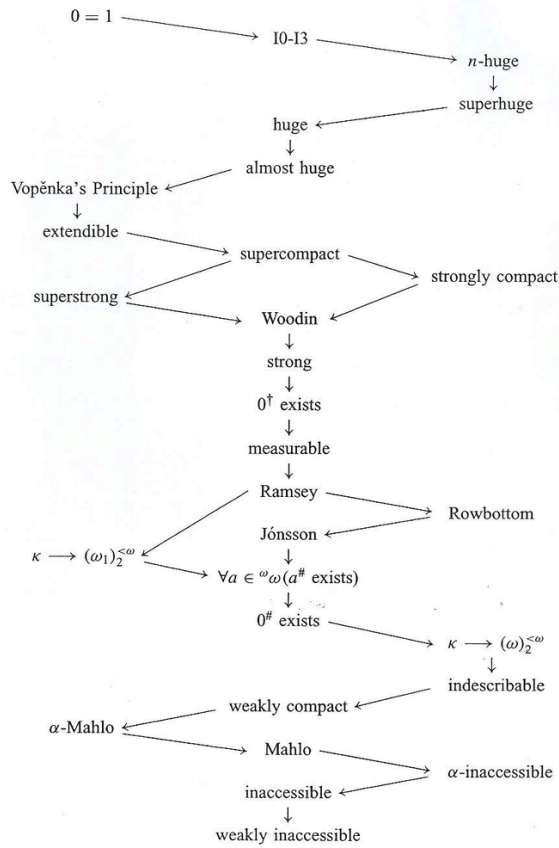 0 = 1
I0-I3
n-huge
superhuge
huge
almost huge
Vopěnka's Principle
extendible
supercompact
strongly compact
superstrong
Woodin
strong
0† exists
measurable
Ramsey
Rowbottom
Jónsson
κ ⟶ (ω₁)₂^{<ω}
∀a ∈ ^ωω(a^# exists)
0^# exists
κ ⟶ (ω)₂^{<ω}
indescribable
weakly compact
α-Mahlo
Mahlo
α-inaccessible
inaccessible
weakly inaccessible